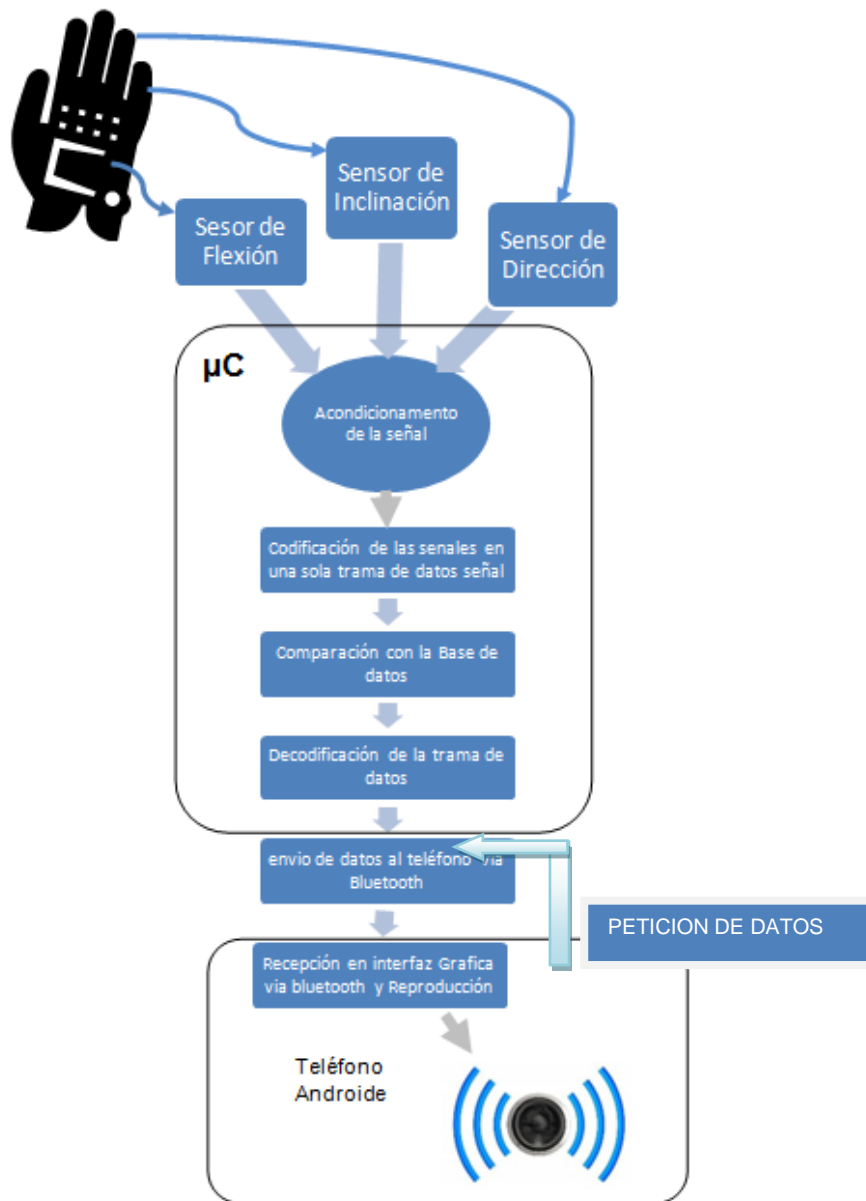 Sensor de
Inclinación
Sesor de
Flexión
Sensor de
Dirección
µC
Acondicionamento
de la señal
Codificación de las senales en
una sola trama de datos señal
Comparación con la Base de
datos
Decodificación de la trama de
datos
envio de datos al teléfono via
Bluetooth
PETICION DE DATOS
Recepción en interfaz Grafica
via bluetooth y Reproducción
Teléfono
Androide